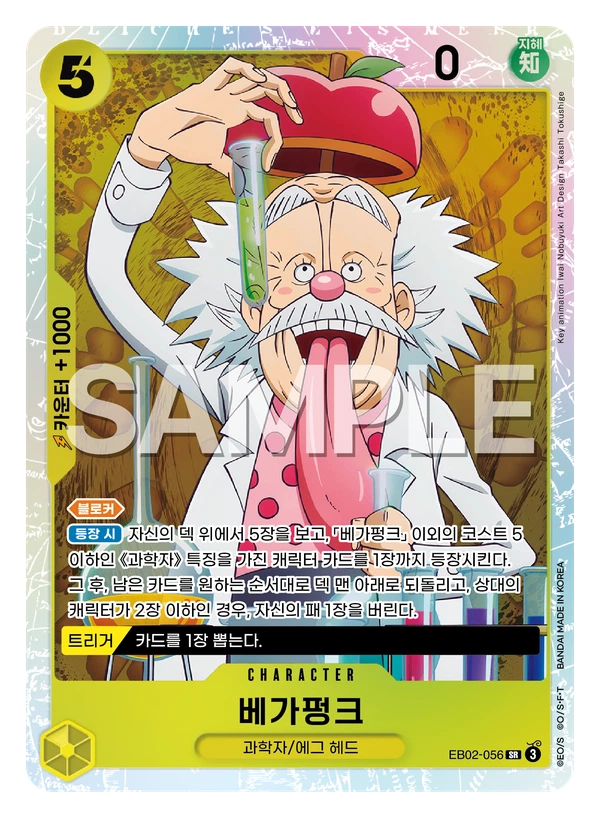 5
0
지혜
知
Key animation Iwai Nobuyuki Art Design Takashi Tokushige
카운터 +1000
SAMPLE
블로커
등장 시 자신의 덱 위에서 5장을 보고, 「베가펑크」 이외의 코스트 5
이하인 《과학자》 특징을 가진 캐릭터 카드를 1장까지 등장시킨다.
그 후, 남은 카드를 원하는 순서대로 덱 맨 아래로 되돌리고, 상대의
캐릭터가 2장 이하인 경우, 자신의 패 1장을 버린다.
트리거 카드를 1장 뽑는다.
CHARACTER
베가펑크
과학자/에그 헤드
EB02-056 SR 3
©EO/S ©O/S·F·T BANDAI MADE IN KOREA